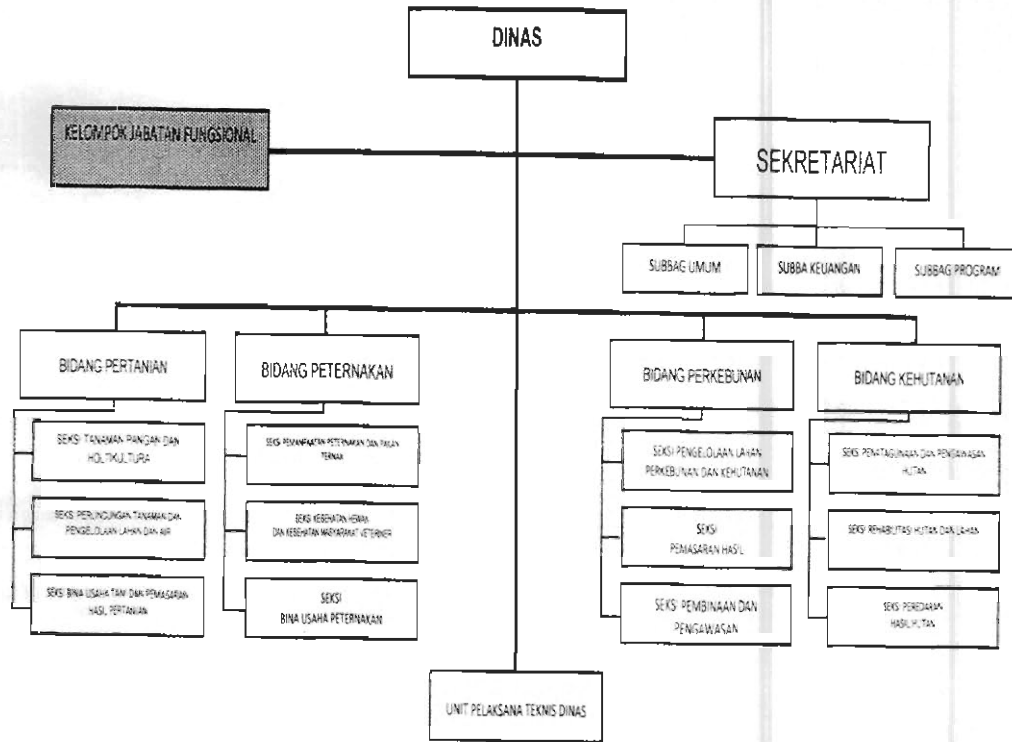 DINAS
KELOMPOK JABATAN FUNGSIONAL
SEKRETARIAT
SUBBAG UMUM
SUBBA KEUANGAN
SUBBAG PROGRAM
BIDANG PERTANIAN
BIDANG PETERNAKAN
BIDANG PERKEBUNAN
BIDANG KEHUTANAN
SEKSI TANAMAN PANGAN DAN
HOLTIKULTURA
SEKSI PERLINDUNGAN TANAMAN DAN
PENGELOLAAN LAHAN DAN AIR
SEKSI BINA USAHA TANI DAN PEMASARAN
HASIL PERTANIAN
SEKSI PEMANFAATAN PETERNAKAN DAN PAKAN
TERNAK
SEKSI KESEHATAN HEWAN
DAN KESEHATAN MASYARAKAT VETERINER
SEKSI
BINA USAHA PETERNAKAN
SEKSI PENGELOLAAN LAHAN
PERKEBUNAN DAN KEHUTANAN
SEKSI
PEMASARAN HASIL
SEKSI PEMBINAAN DAN
PENGAWASAN
SEKSI PENATAGUNAAN DAN PENGAWASAN
HUTAN
SEKSI REHABILITASI HUTAN DAN LAHAN
SEKSI PEREDARAN
HASIL HUTAN
UNIT PELAKSANA TEKNIS DINAS